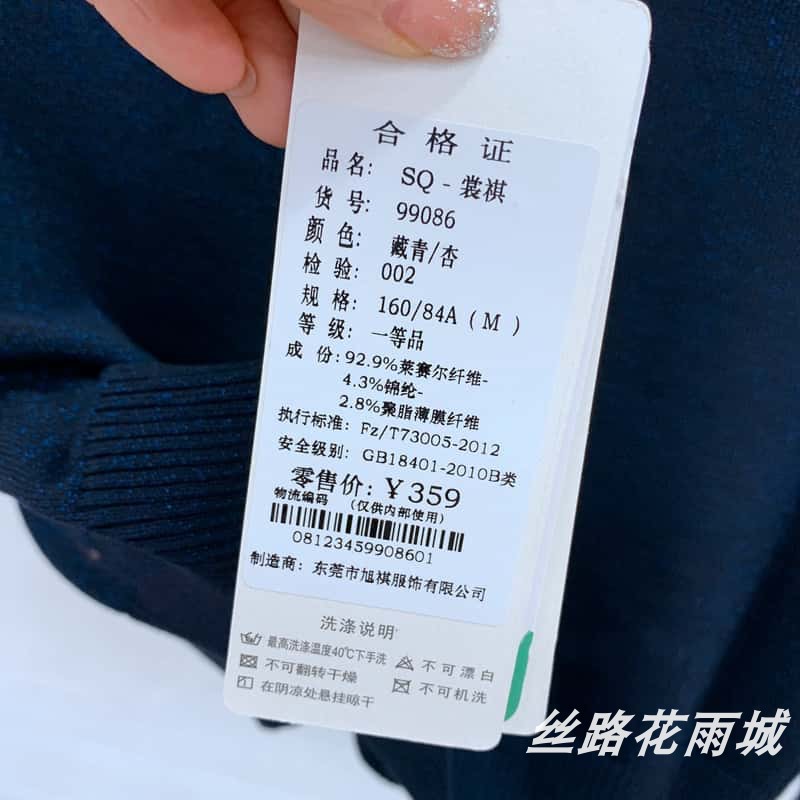 合格证
品名: SQ - 裳祺
货号: 99086
颜色: 藏青/杏
检验: 002
规格: 160/84A ( M )
等级: 一等品
成份: 92.9%莱赛尔纤维-
4.3%锦纶-
2.8%聚脂薄膜纤维
执行标准: Fz/T73005-2012
安全级别: GB18401-2010B类
零售价: ¥359
物流编码 (仅供内部使用)
08123459908601
制造商: 东莞市旭祺服饰有限公司
洗涤说明
最高洗涤温度40℃下手洗 不可漂白
不可翻转干燥 不可机洗
在阴凉处悬挂晾干
丝路花雨城